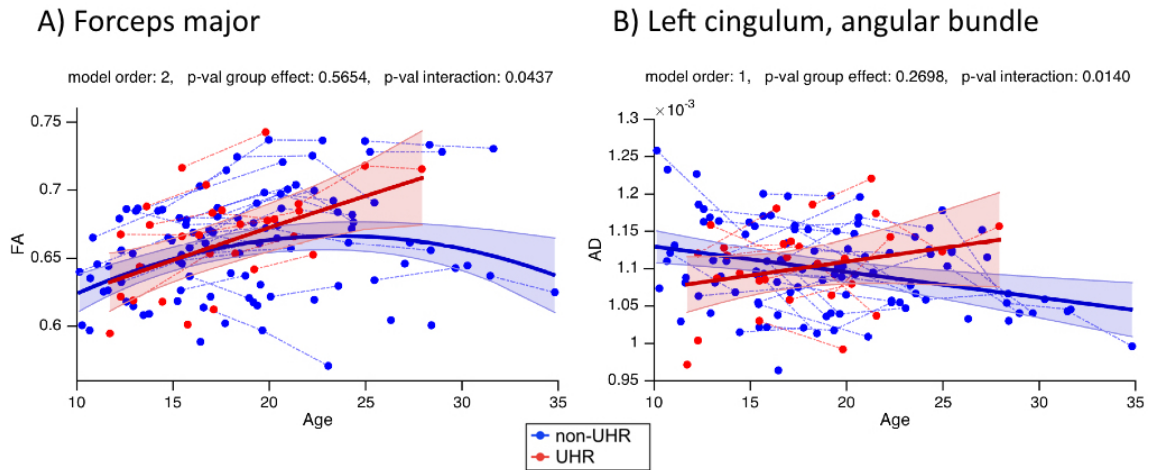 A) Forceps major
model order: 2, p-val group effect: 0.5654, p-val interaction: 0.0437
0.75
0.7
0.65
0.6
FA
10 15 20 25 30 35
Age
B) Left cingulum, angular bundle
model order: 1, p-val group effect: 0.2698, p-val interaction: 0.0140
× 10⁻³
1.3
1.25
1.2
1.15
1.1
1.05
1
0.95
AD
10 15 20 25 30 35
Age
non-UHR
UHR